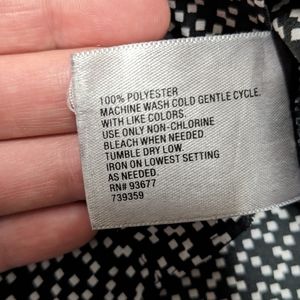 100% POLYESTER
MACHINE WASH COLD GENTLE CYCLE.
WITH LIKE COLORS.
USE ONLY NON-CHLORINE
BLEACH WHEN NEEDED.
TUMBLE DRY LOW.
IRON ON LOWEST SETTING
AS NEEDED.
RN# 93677
739359